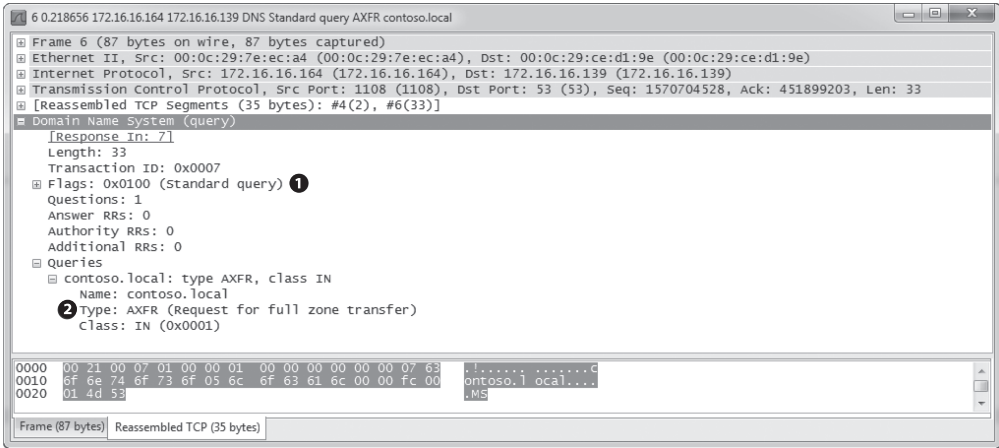 6 0.218656 172.16.16.164 172.16.16.139 DNS Standard query AXFR contoso.local
Frame 6 (87 bytes on wire, 87 bytes captured)
Ethernet II, Src: 00:0c:29:7e:ec:a4 (00:0c:29:7e:ec:a4), Dst: 00:0c:29:ce:d1:9e (00:0c:29:ce:d1:9e)
Internet Protocol, Src: 172.16.16.164 (172.16.16.164), Dst: 172.16.16.139 (172.16.16.139)
Transmission Control Protocol, Src Port: 1108 (1108), Dst Port: 53 (53), Seq: 1570704528, Ack: 451899203, Len: 33
[Reassembled TCP Segments (35 bytes): #4(2), #6(33)]
Domain Name System (query)
[Response In: 7]
Length: 33
Transaction ID: 0x0007
Flags: 0x0100 (Standard query) 1
Questions: 1
Answer RRs: 0
Authority RRs: 0
Additional RRs: 0
Queries
contoso.local: type AXFR, class IN
Name: contoso.local
2 Type: AXFR (Request for full zone transfer)
Class: IN (0x0001)
0000 00 21 00 07 01 00 00 01 00 00 00 00 00 00 07 63 .!...... .......c
0010 6f 6e 74 6f 73 6f 05 6c 6f 63 61 6c 00 00 fc 00 ontoso.l ocal....
0020 01 4d 53 .MS
Frame (87 bytes) Reassembled TCP (35 bytes)